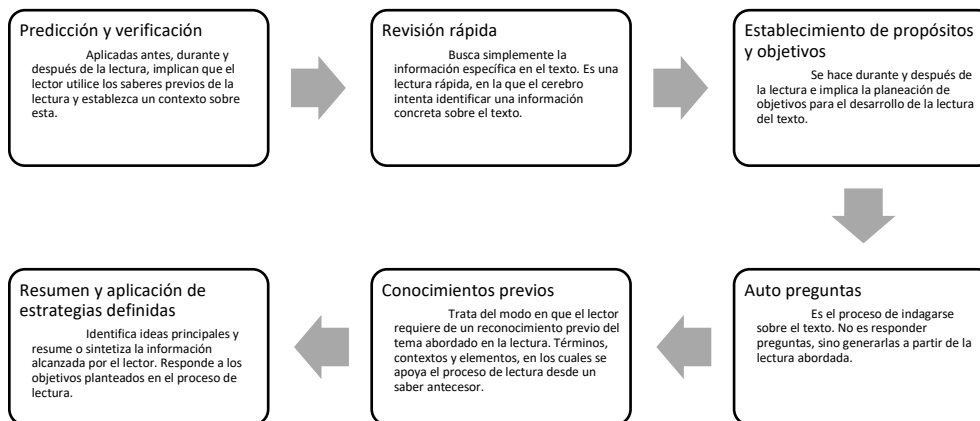 Predicción y verificación
Aplicadas antes, durante y
después de la lectura, implican que el
lector utilice los saberes previos de la
lectura y establezca un contexto sobre
esta.
Revisión rápida
Busca simplemente la
información específica en el texto. Es una
lectura rápida, en la que el cerebro
intenta identificar una información
concreta sobre el texto.
Establecimiento de propósitos
y objetivos
Se hace durante y después de
la lectura e implica la planeación de
objetivos para el desarrollo de la lectura
del texto.
Auto preguntas
Es el proceso de indagarse
sobre el texto. No es responder
preguntas, sino generarlas a partir de la
lectura abordada.
Conocimientos previos
Trata del modo en que el lector
requiere de un reconocimiento previo del
tema abordado en la lectura. Términos,
contextos y elementos, en los cuales se
apoya el proceso de lectura desde un
saber antecesor.
Resumen y aplicación de
estrategias definidas
Identifica ideas principales y
resume o sintetiza la información
alcanzada por el lector. Responde a los
objetivos planteados en el proceso de
lectura.